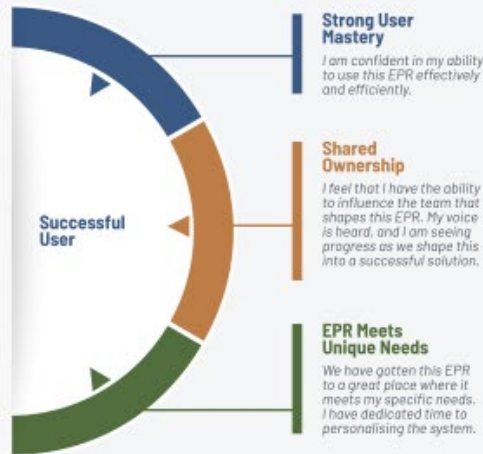 Strong User
Mastery
I am confident in my ability
to use this EPR effectively
and efficiently.
Shared
Ownership
I feel that I have the ability
to influence the team that
shapes this EPR. My voice
is heard, and I am seeing
progress as we shape this
into a successful solution.
Successful
User
EPR Meets
Unique Needs
We have gotten this EPR
to a great place where it
meets my specific needs.
I have dedicated time to
personalising the system.